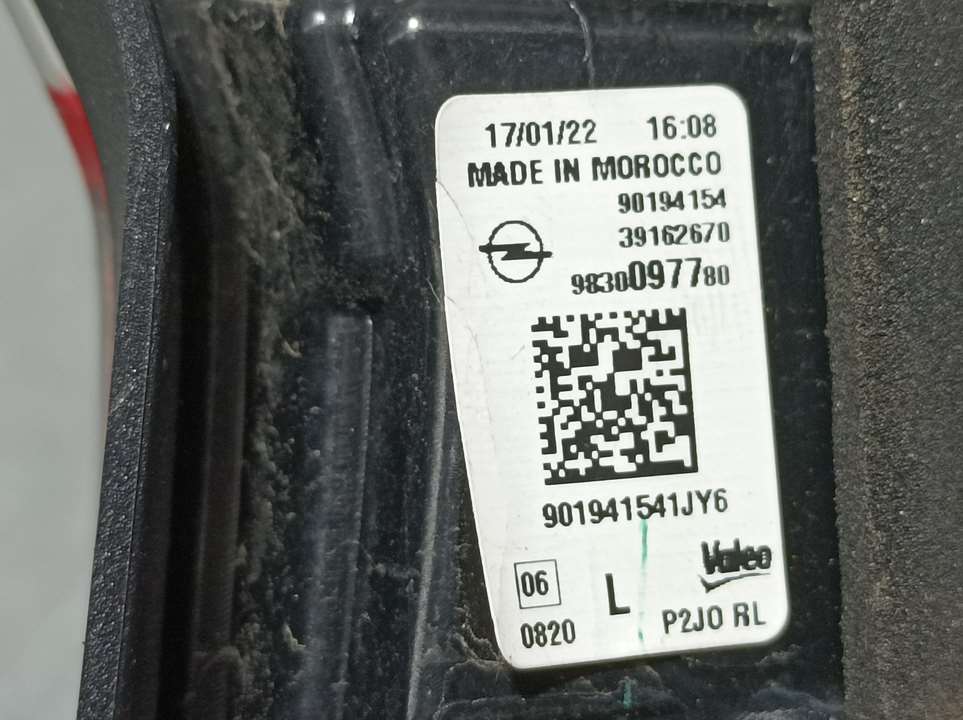 17/01/22 16:08
MADE IN MOROCCO
90194154
39162670
9830097780
901941541JY6
Valeo
06
L
0820
P2JO RL